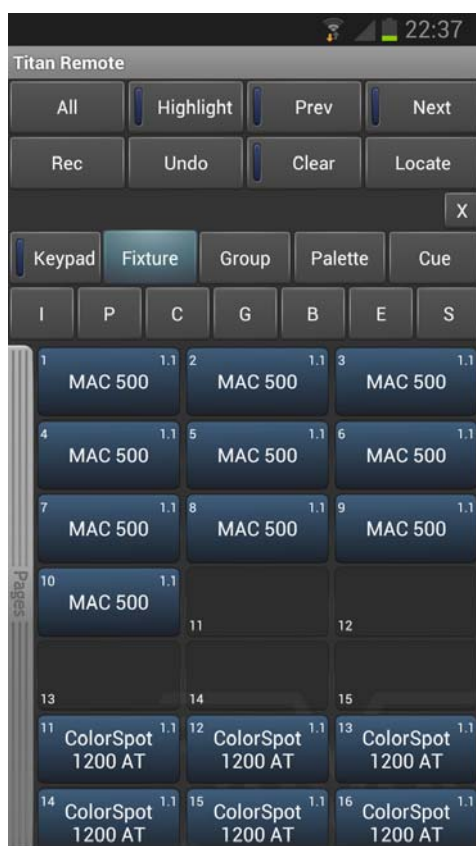 22:37
Titan Remote
All Highlight Prev Next
Rec Undo Clear Locate
X
Keypad Fixture Group Palette Cue
I P C G B E S
Pages
1 1.1 2 1.1 3 1.1
MAC 500 MAC 500 MAC 500
4 1.1 5 1.1 6 1.1
MAC 500 MAC 500 MAC 500
7 1.1 8 1.1 9 1.1
MAC 500 MAC 500 MAC 500
10 1.1
MAC 500
11 12
13 14 15
11 1.1 12 1.1 13 1.1
ColorSpot ColorSpot ColorSpot
1200 AT 1200 AT 1200 AT
14 1.1 15 1.1 16 1.1
ColorSpot ColorSpot ColorSpot
1200 AT 1200 AT 1200 AT